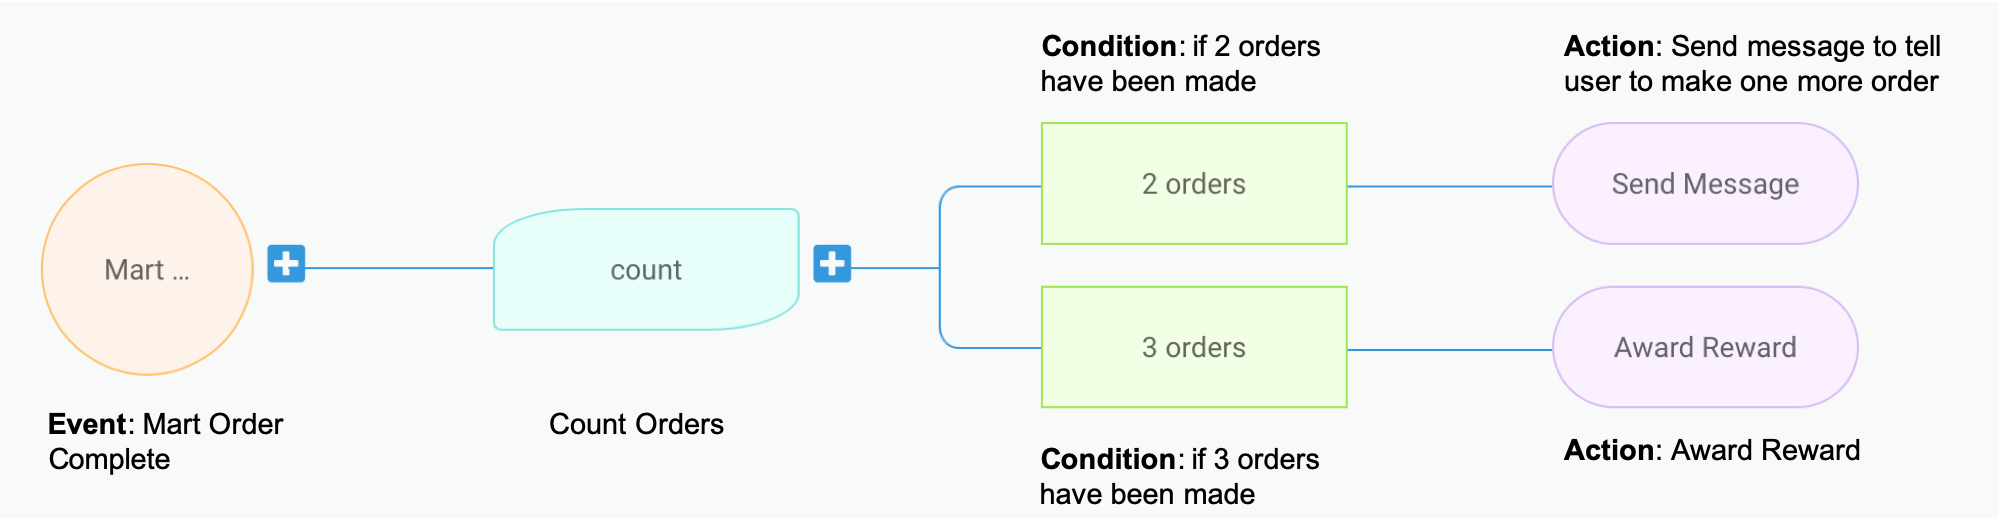 Condition: if 2 orders
have been made
Action: Send message to tell
user to make one more order
Mart ...
count
2 orders
Send Message
3 orders
Award Reward
Event: Mart Order
Complete
Count Orders
Condition: if 3 orders
have been made
Action: Award Reward